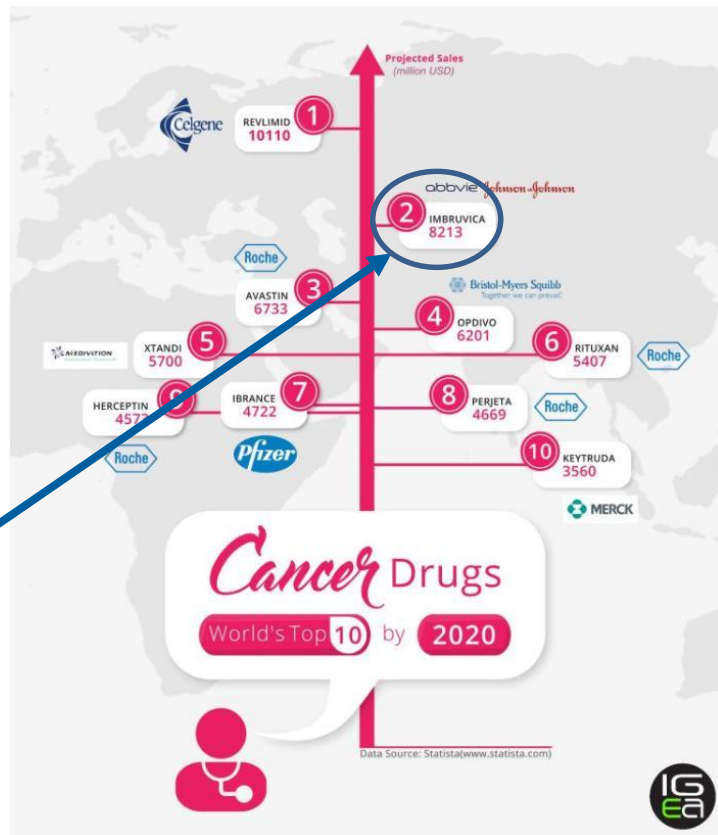 Projected Sales
(million USD)
Celgene
REVLIMID
10110
1
abbvie Johnson & Johnson
2
IMBRUVICA
8213
Roche
AVASTIN
6733
3
Bristol-Myers Squibb
Together we can prevail
4
OPDIVO
6201
MEDIVATION
XTANDI
5700
5
6
RITUXAN
5407
Roche
HERCEPTIN
457
9
Roche
IBRANCE
4722
7
Pfizer
8
PERJETA
4669
Roche
10
KEYTRUDA
3560
MERCK
Cancer Drugs
World's Top 10 by 2020
Data Source: Statista(www.statista.com)
IG
Ea